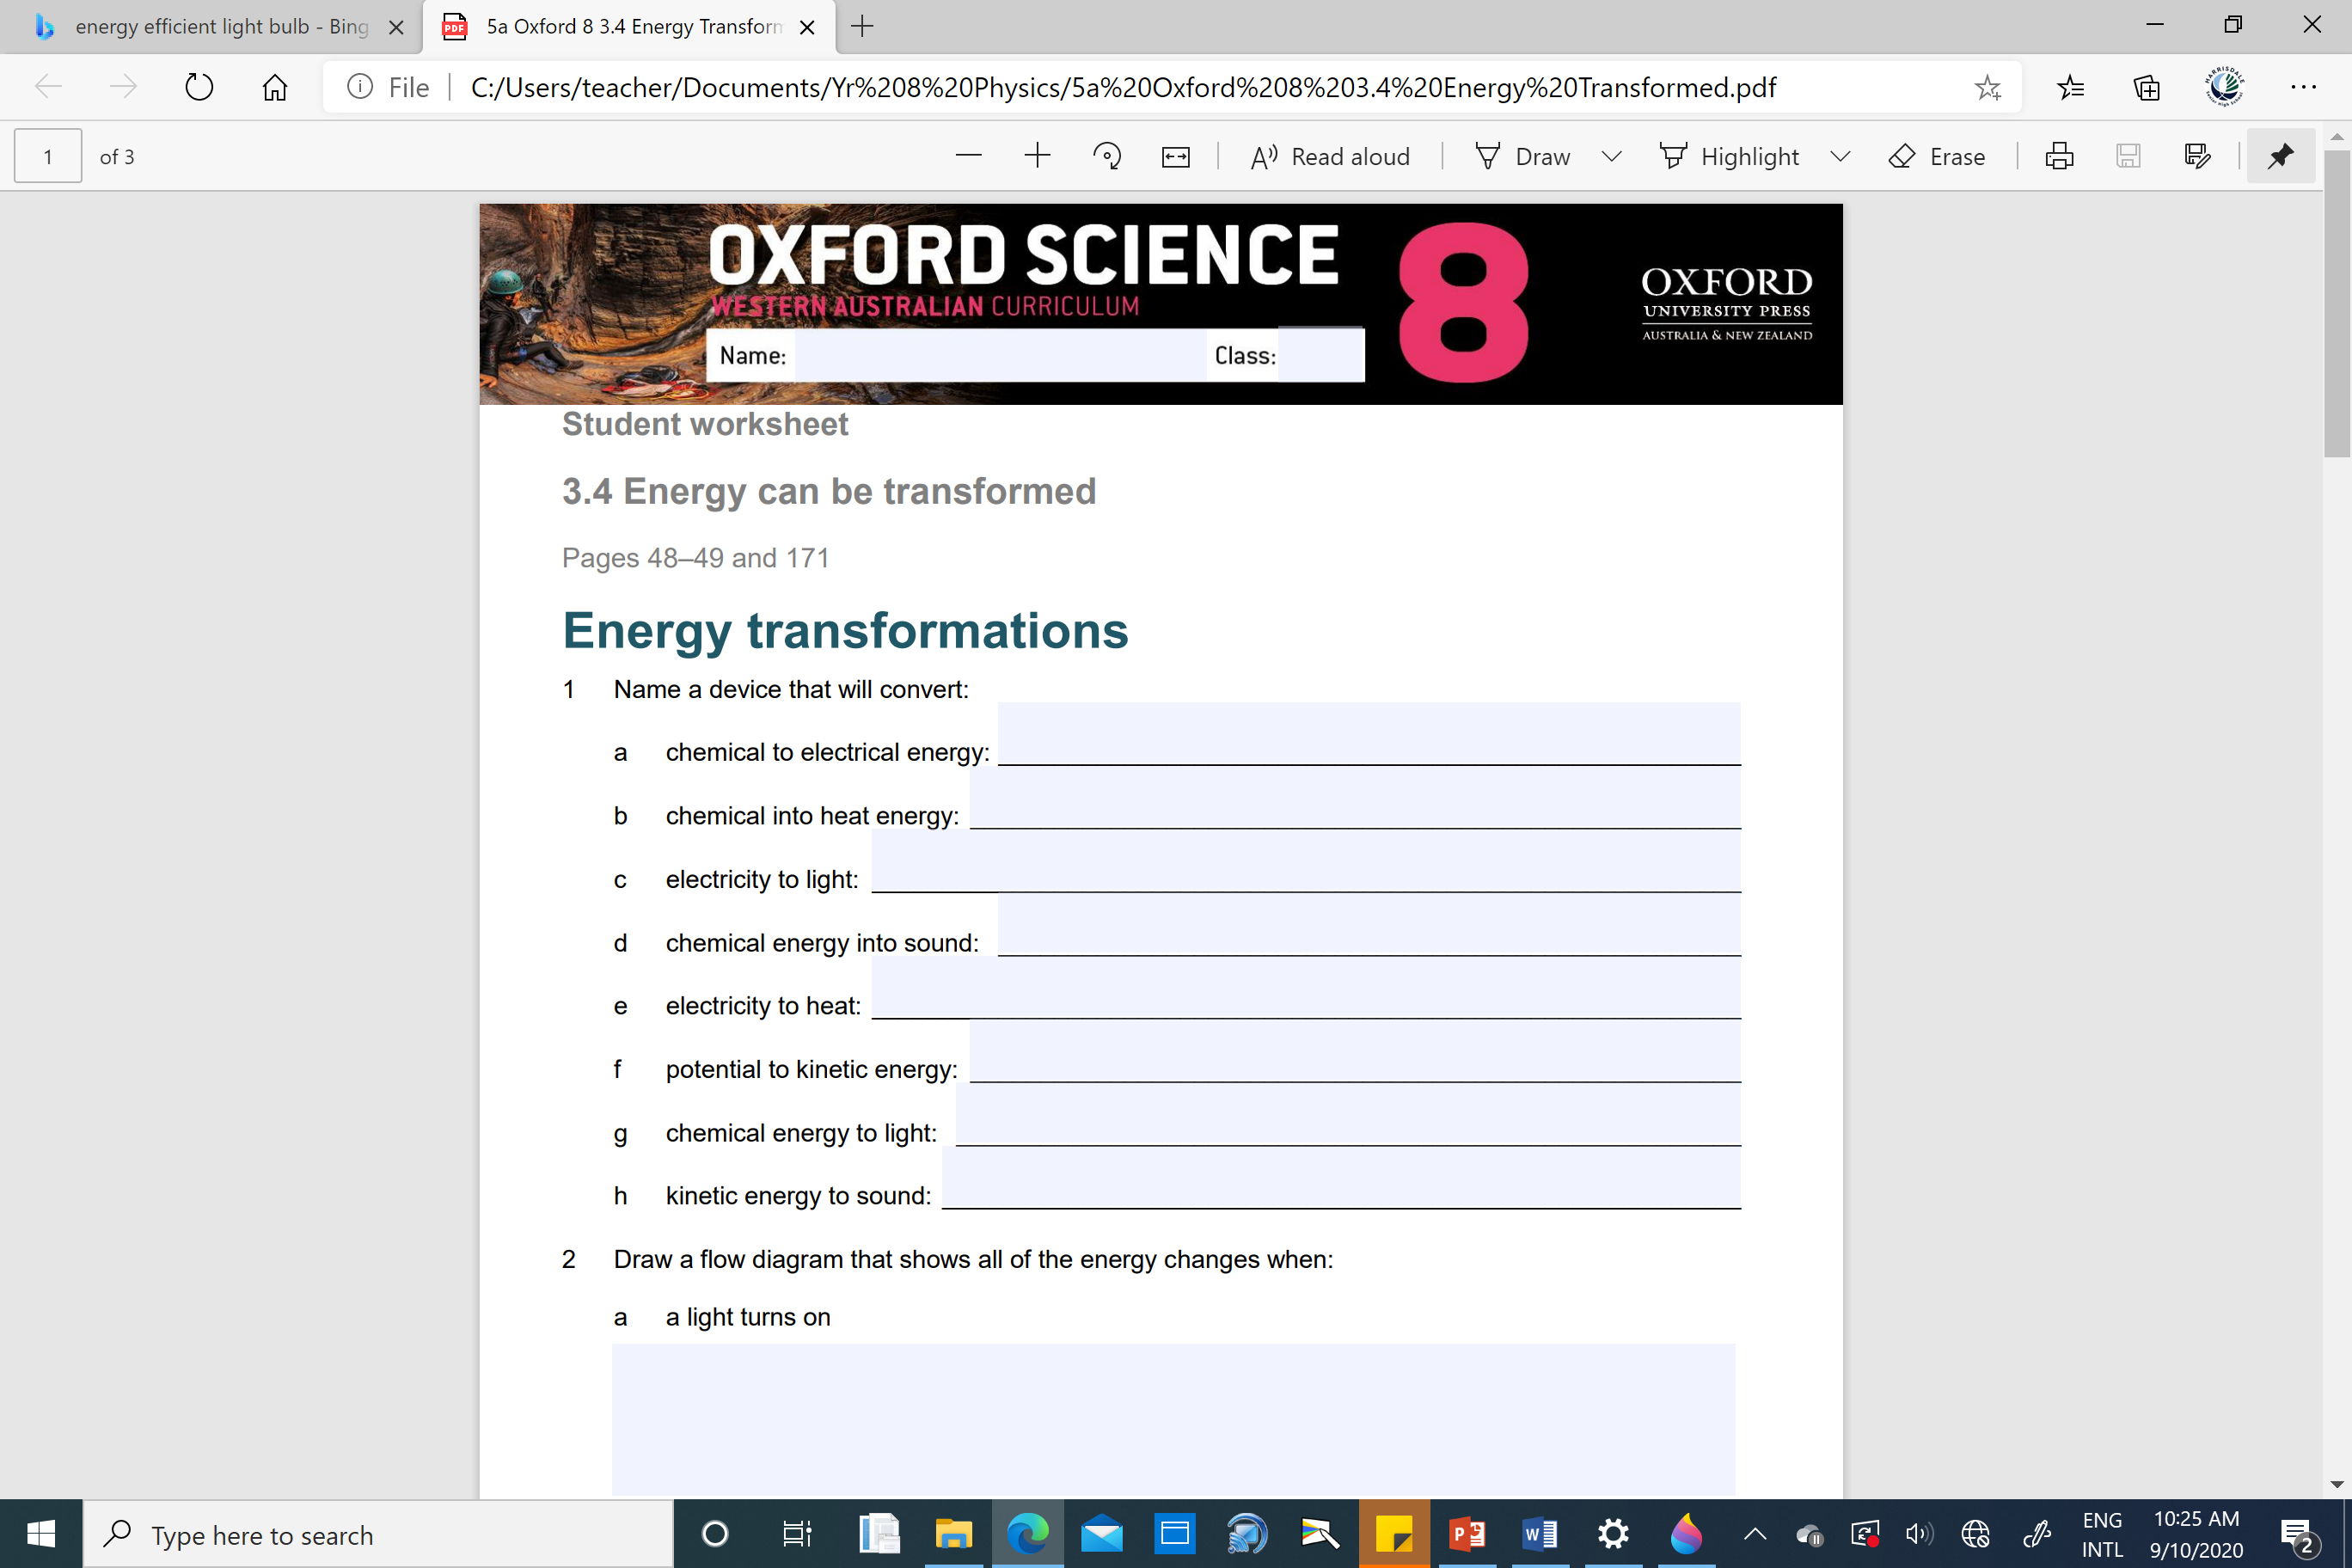 energy efficient light bulb - Bing
5a Oxford 8 3.4 Energy Transform
File
C:/Users/teacher/Documents/Yr%208%20Physics/5a%20Oxford%208%203.4%20Energy%20Transformed.pdf
1 of 3
Read aloud
Draw
Highlight
Erase
OXFORD SCIENCE 8
WESTERN AUSTRALIAN CURRICULUM
Name:
Class:
OXFORD
UNIVERSITY PRESS
AUSTRALIA & NEW ZEALAND
Student worksheet
3.4 Energy can be transformed
Pages 48–49 and 171
Energy transformations
1 Name a device that will convert:
a chemical to electrical energy:
b chemical into heat energy:
c electricity to light:
d chemical energy into sound:
e electricity to heat:
f potential to kinetic energy:
g chemical energy to light:
h kinetic energy to sound:
2 Draw a flow diagram that shows all of the energy changes when:
a a light turns on
Type here to search
ENG
INTL
10:25 AM
9/10/2020
2